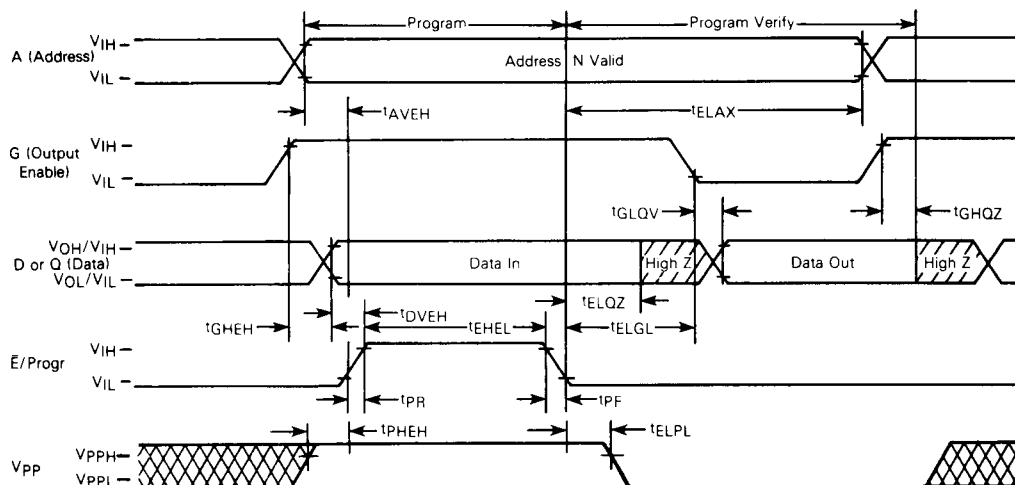 Program
Program Verify
A (Address)
VIH
VIL
Address N Valid
tAVEH
tELAX
G (Output Enable)
VIH
VIL
tGLQV
tGHQZ
VOH/VIH
D or Q (Data)
VOL/VIL
Data In
High Z
Data Out
High Z
tDVEH
tEHEL
tELQZ
tGHEH
tELGL
Ē/Progr
VIH
VIL
tPR
tPF
tPHEH
tELPL
VPP
VPPH
VPPL